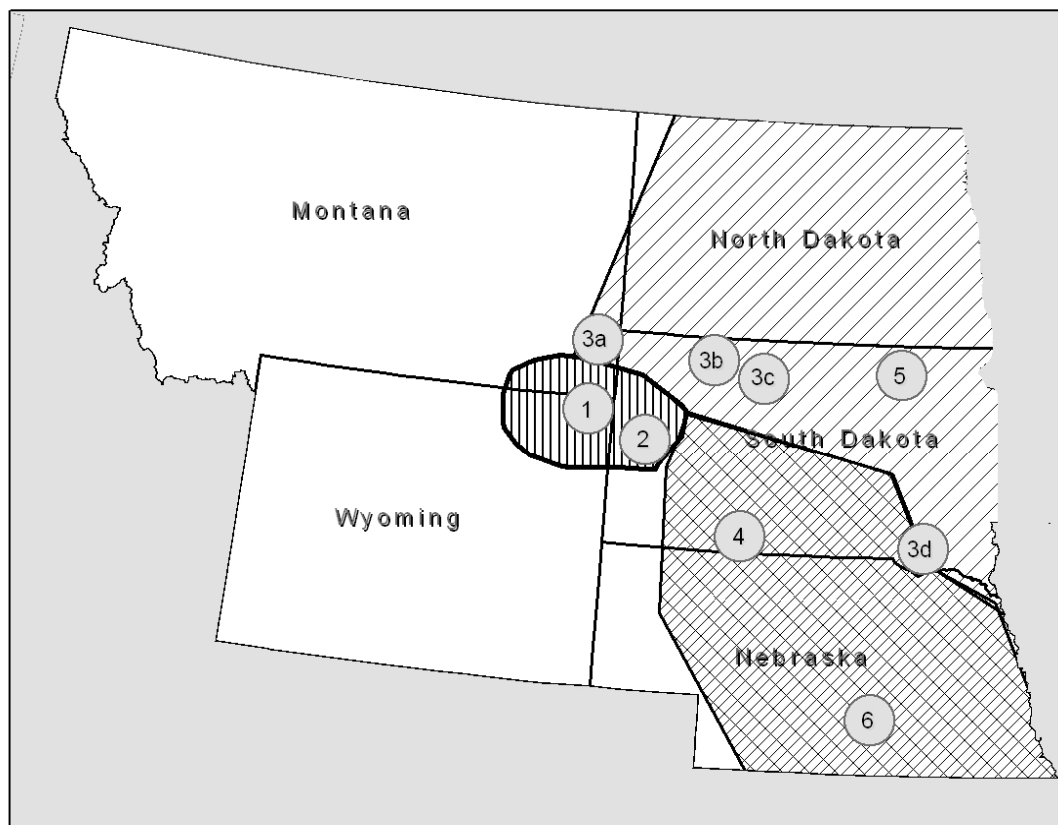 Montana
North Dakota
3a
3b
3c
5
1
2
South Dakota
Wyoming
4
3d
Nebraska
6